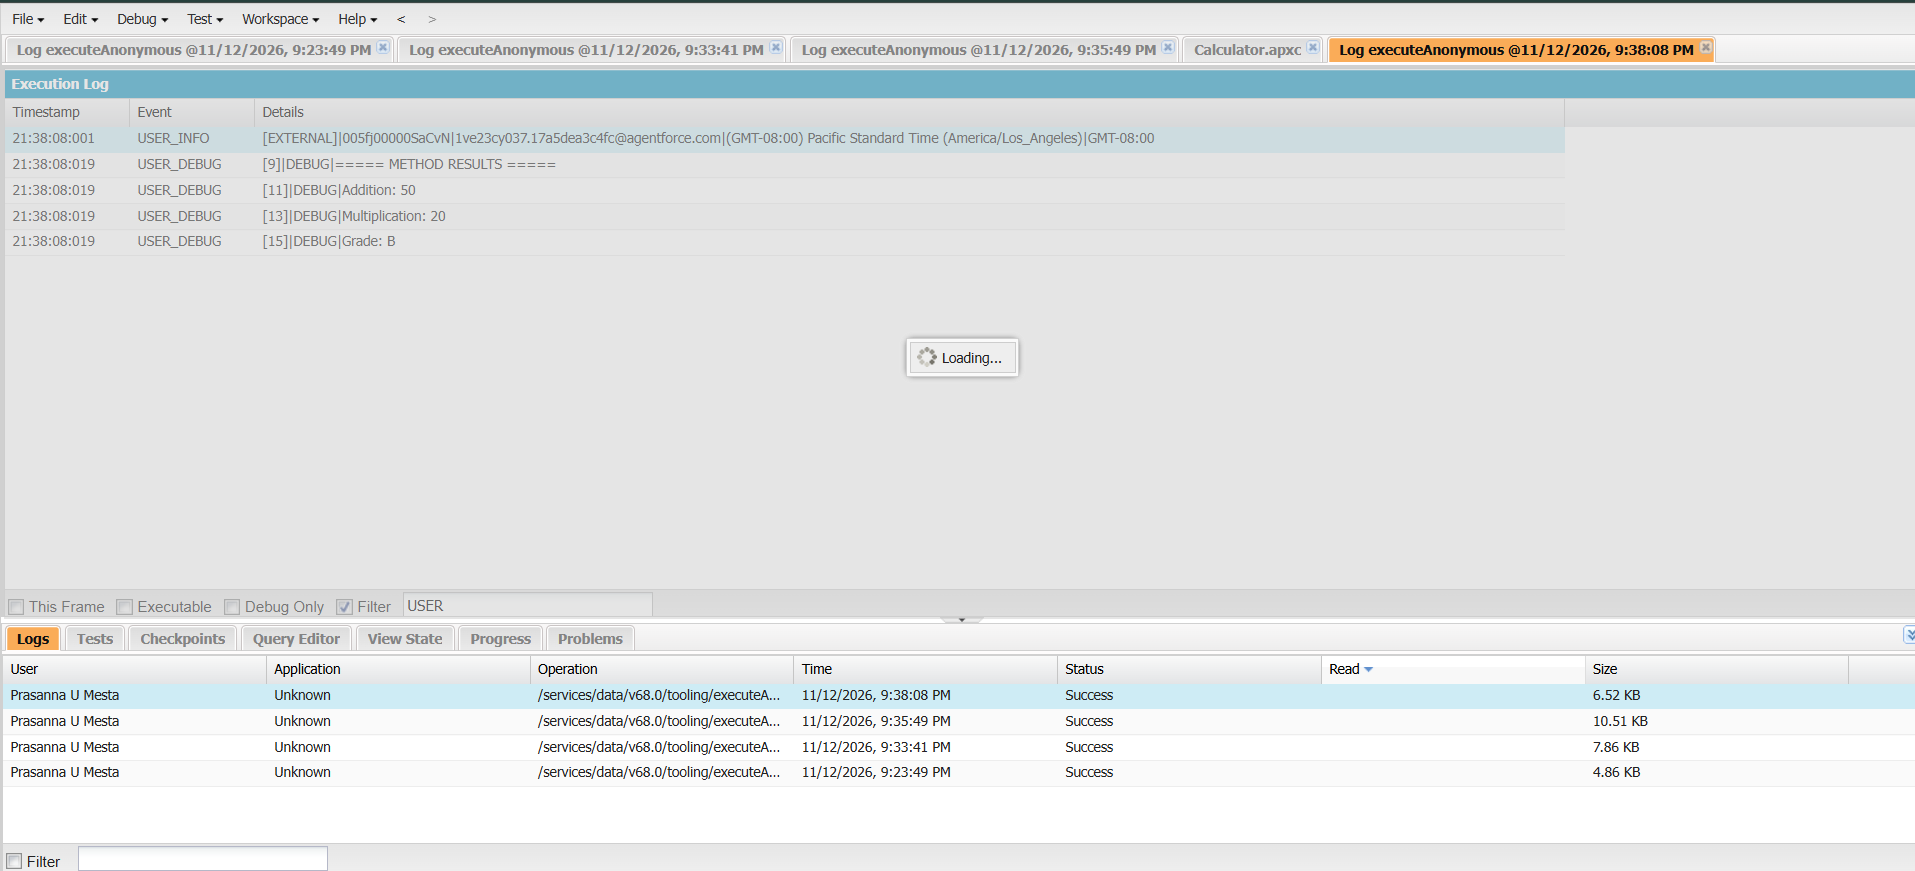 File Edit Debug Test Workspace Help < >
Log executeAnonymous @11/12/2026, 9:23:49 PM Log executeAnonymous @11/12/2026, 9:33:41 PM Log executeAnonymous @11/12/2026, 9:35:49 PM Calculator.apxc Log executeAnonymous @11/12/2026, 9:38:08 PM
Execution Log
Timestamp Event Details
21:38:08:001 USER_INFO [EXTERNAL]|005fj00000SaCvN|1ve23cy037.17a5dea3c4fc@agentforce.com|(GMT-08:00) Pacific Standard Time (America/Los_Angeles)|GMT-08:00
21:38:08:019 USER_DEBUG [9]|DEBUG|===== METHOD RESULTS =====
21:38:08:019 USER_DEBUG [11]|DEBUG|Addition: 50
21:38:08:019 USER_DEBUG [13]|DEBUG|Multiplication: 20
21:38:08:019 USER_DEBUG [15]|DEBUG|Grade: B
Loading...
This Frame Executable Debug Only Filter USER
Logs Tests Checkpoints Query Editor View State Progress Problems
User Application Operation Time Status Read Size
Prasanna U Mesta Unknown /services/data/v68.0/tooling/executeA... 11/12/2026, 9:38:08 PM Success 6.52 KB
Prasanna U Mesta Unknown /services/data/v68.0/tooling/executeA... 11/12/2026, 9:35:49 PM Success 10.51 KB
Prasanna U Mesta Unknown /services/data/v68.0/tooling/executeA... 11/12/2026, 9:33:41 PM Success 7.86 KB
Prasanna U Mesta Unknown /services/data/v68.0/tooling/executeA... 11/12/2026, 9:23:49 PM Success 4.86 KB
Filter